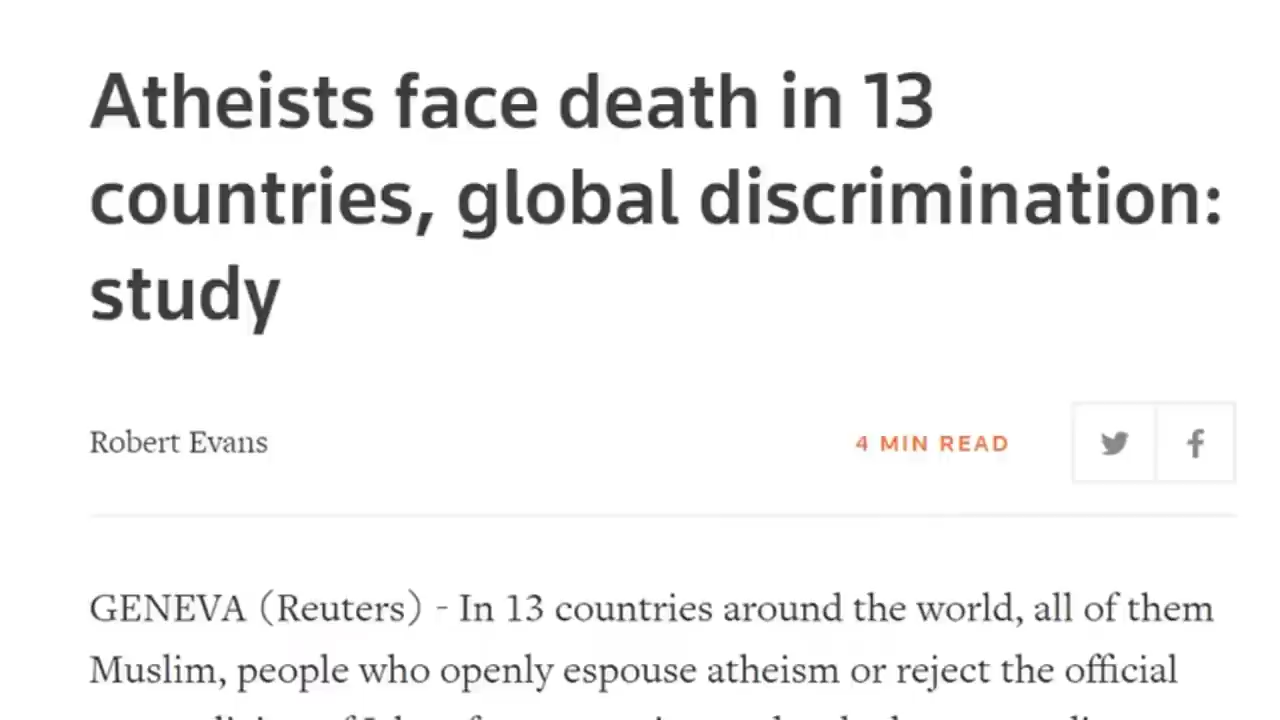 Atheists face death in 13
countries, global discrimination:
study
Robert Evans
4 MIN READ
GENEVA (Reuters) - In 13 countries around the world, all of them
Muslim, people who openly espouse atheism or reject the official